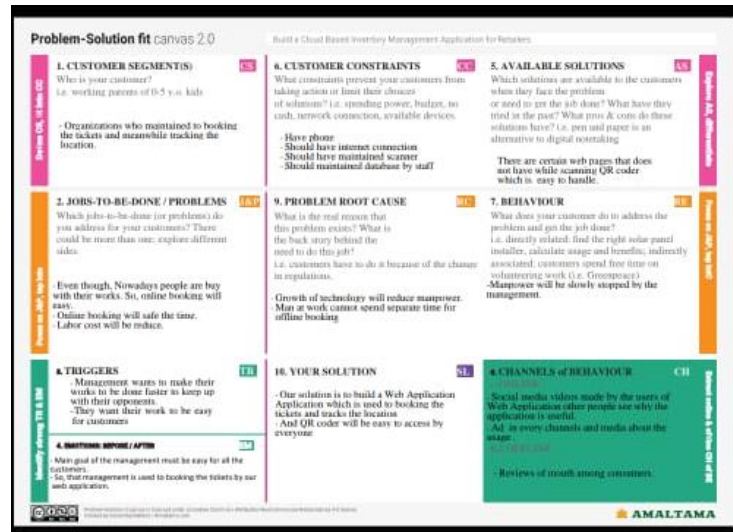 Problem-Solution fit canvas 2.0
Build a Cloud Based Inventory Management Application for Retailers
1. CUSTOMER SEGMENT(S)
CS
Who is your customer?
i.e. working parents of 0-5 y.o. kids
- Organizations who maintained to booking
the tickets and meanwhile tracking the
location.
6. CUSTOMER CONSTRAINTS
CC
What constraints prevent your customers from
taking action or limit their choices
of solutions? i.e. spending power, budget, no
cash, network connection, available devices.
- Have phone
- Should have internet connection
- Should have maintained scanner
- Should maintained database by staff
5. AVAILABLE SOLUTIONS
AS
Which solutions are available to the customers
when they face the problem
or need to get the job done? What have they
tried in the past? What pros & cons do these
solutions have? i.e. pen and paper is an
alternative to digital notetaking
There are certain web pages that does
not have while scanning QR coder
which is easy to handle.
Explore AS, differentiate
2. JOBS-TO-BE-DONE / PROBLEMS
J&P
Which jobs-to-be-done (or problems) do
you address for your customers? There
could be more than one; explore different
sides.
- Even though, Nowadays people are busy
with their works. So, online booking will
easy.
- Online booking will safe the time.
- Labor cost will be reduce.
9. PROBLEM ROOT CAUSE
RC
What is the real reason that
this problem exists? What is
the back story behind the
need to do this job?
i.e. customers have to do it because of the change
in regulations.
- Growth of technology will reduce manpower.
- Man at work cannot spend separate time for
offline booking
7. BEHAVIOUR
BE
What does your customer do to address the
problem and get the job done?
i.e. directly related: find the right solar panel
installer, calculate usage and benefits; indirectly
associated: customers spend free time on
volunteering work (i.e. Greenpeace)
-Manpower will be slowly stopped by the
management.
3. TRIGGERS
TR
- Management wants to make their
works to be done faster to keep up
with their opponents.
- They want their work to be easy
for customers
4. EMOTIONS: BEFORE / AFTER
EM
- Main goal of the management must be easy for all the
customers.
- So, that management is used to booking the tickets by our
web application.
Identify strong TR & EM
10. YOUR SOLUTION
SL
- Our solution is to build a Web Application
Application which is used to booking the
tickets and tracks the location
- And QR coder will be easy to access by
everyone
8. CHANNELS of BEHAVIOUR
CH
- Social media videos made by the users of
Web Application other people see why the
application is useful.
- Ad in every channels and media about the
usage.
- Reviews of mouth among consumers.
AMALTAMA